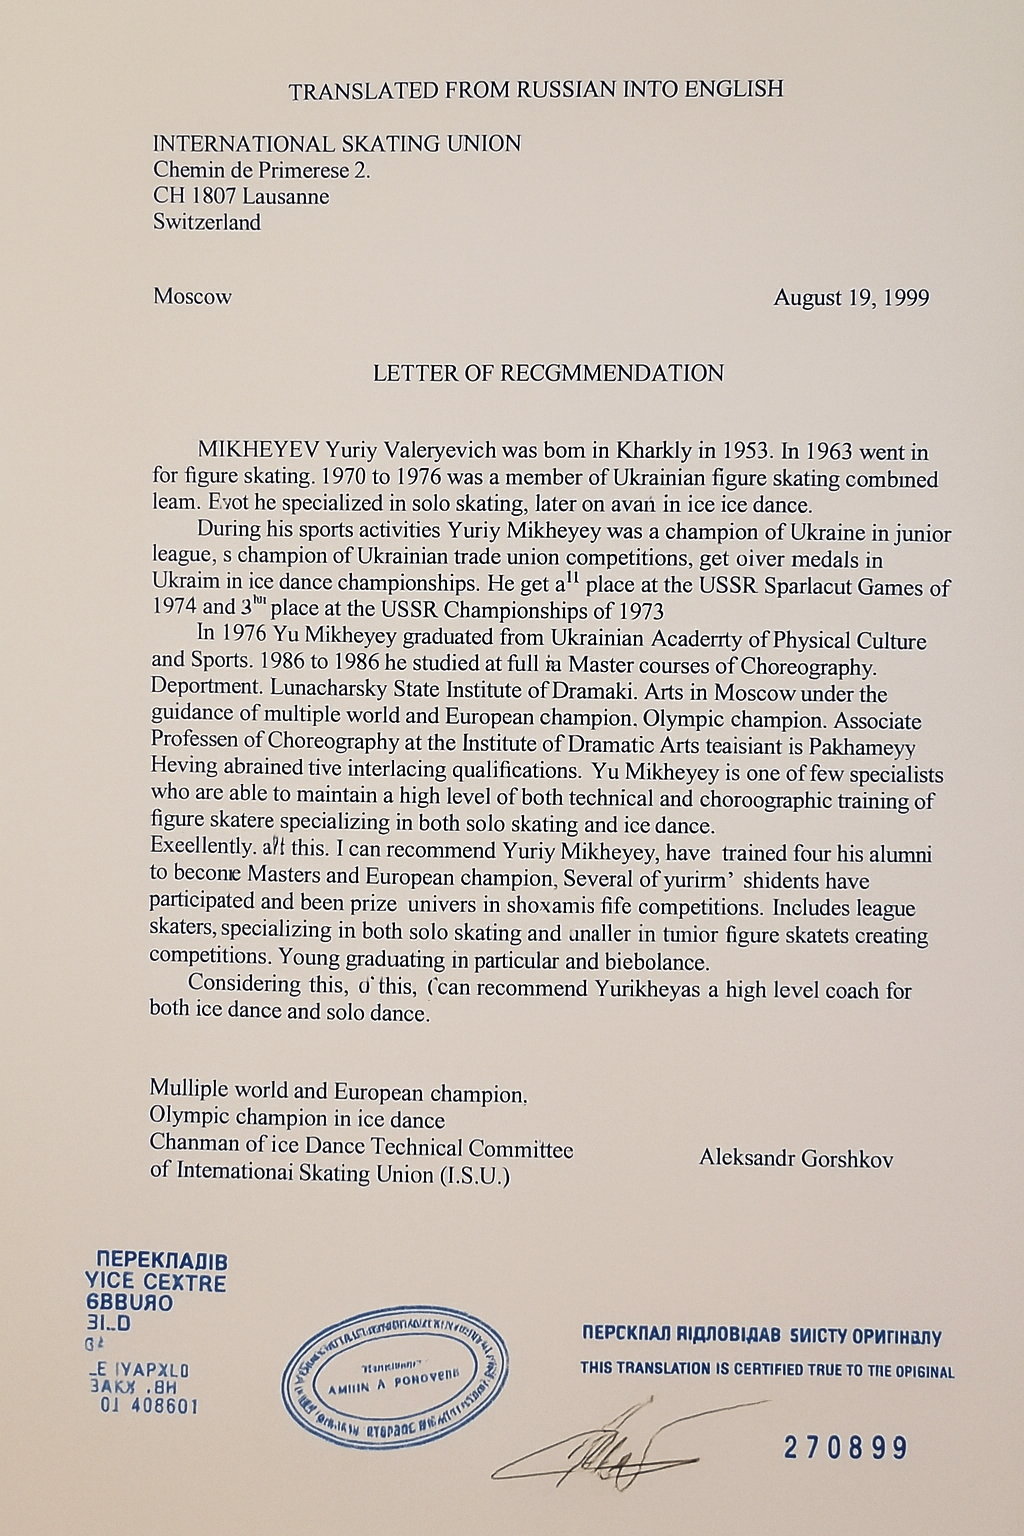 TRANSLATED FROM RUSSIAN INTO ENGLISH
INTERNATIONAL SKATING UNION
Chemin de Primerese 2.
CH 1807 Lausanne
Switzerland
Moscow August 19, 1999
LETTER OF RECGMMENDATION
MIKHEYEV Yuriy Valeryevich was bom in Kharkly in 1953. In 1963 went in
for figure skating. 1970 to 1976 was a member of Ukrainian figure skating combined
leam. Evot he specialized in solo skating, later on avan in ice ice dance.
During his sports activities Yuriy Mikheyey was a champion of Ukraine in junior
league, s champion of Ukrainian trade union competitions, get oiver medals in
Ukraim in ice dance championships. He get a¹¹ place at the USSR Sparlacut Games of
1974 and 3 place at the USSR Championships of 1973
In 1976 Yu Mikheyey graduated from Ukrainian Acaderrty of Physical Culture
and Sports. 1986 to 1986 he studied at full Master courses of Choreography.
Deportment. Lunacharsky State Institute of Dramaki. Arts in Moscow under the
guidance of multiple world and European champion. Olympic champion. Associate
Professen of Choreography at the Institute of Dramatic Arts teaisiant is Pakhameyy
Heving abrained tive interlacing qualifications. Yu Mikheyey is one of few specialists
who are able to maintain a high level of both technical and choroographic training of
figure skatere specializing in both solo skating and ice dance.
Exeellently. this. I can recommend Yuriy Mikheyey, have trained four his alumni
to become Masters and European champion, Several of yurirm’ shidents have
participated and been prize univers in shoxamis fife competitions. Includes league
skaters, specializing in both solo skating and unaller in tunior figure skatets creating
competitions. Young graduating in particular and biebolance.
Considering this, this, can recommend Yurikheyas a high level coach for
both ice dance and solo dance.
Mulliple world and European champion,
Olympic champion in ice dance
Chanman of ice Dance Technical Committee
of Internationai Skating Union (I.S.U.)
Aleksandr Gorshkov
ПЕРЕКЛАДІВ
YICE CEXTRE
6BBUЯO
408601
AMIIIN A PONOVENE
ПЕРСКПАЛ ЯІДЛОВІДАВ SИІСТУ ОРИГІНАЛУ
THIS TRANSLATION IS CERTIFIED TRUE TO THE OPIGINAL
270899